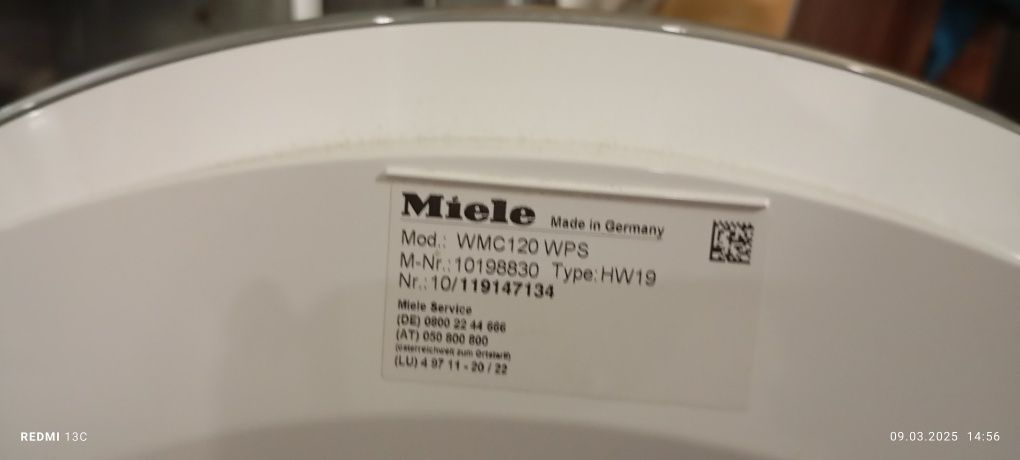 Miele Made in Germany
Mod.: WMC120 WPS
M-Nr.: 10198830 Type: HW19
Nr.: 10/119147134
Miele Service
(DE) 0800 22 44 666
(AT) 050 800 800
(österreichweit zum Ortstarif)
(LU) 4 97 11 - 20 / 22
REDMI 13C
09.03.2025 14:56